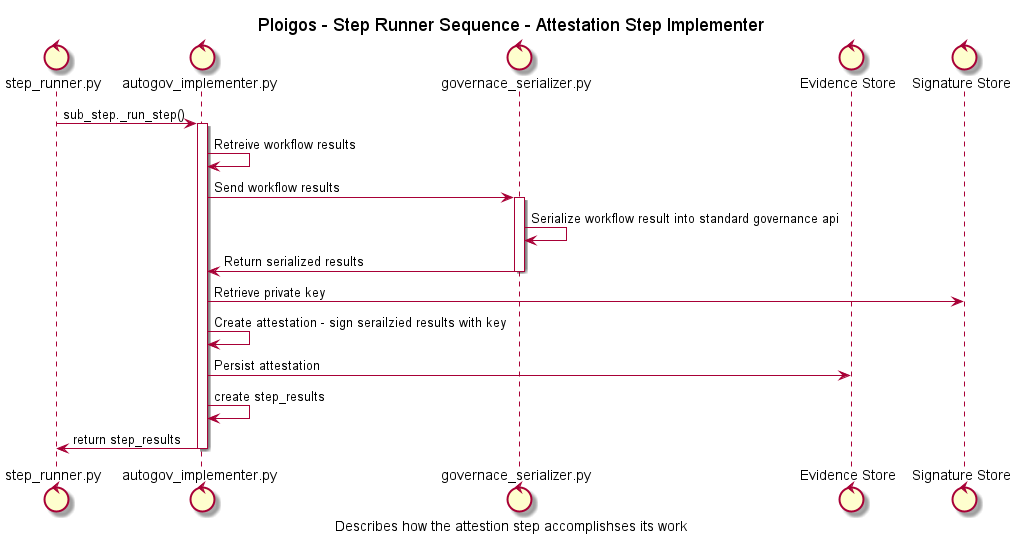 Ploigos - Step Runner Sequence - Attestation Step Implementer
step_runner.py autogov_implementer.py governace_serializer.py Evidence Store Signature Store
sub_step._run_step()
Retreive workflow results
Send workflow results
Serialize workflow result into standard governance api
Return serialized results
Retrieve private key
Create attestation - sign serailzied results with key
Persist attestation
create step_results
return step_results
step_runner.py autogov_implementer.py governace_serializer.py Evidence Store Signature Store
Describes how the attestion step accomplishses its work